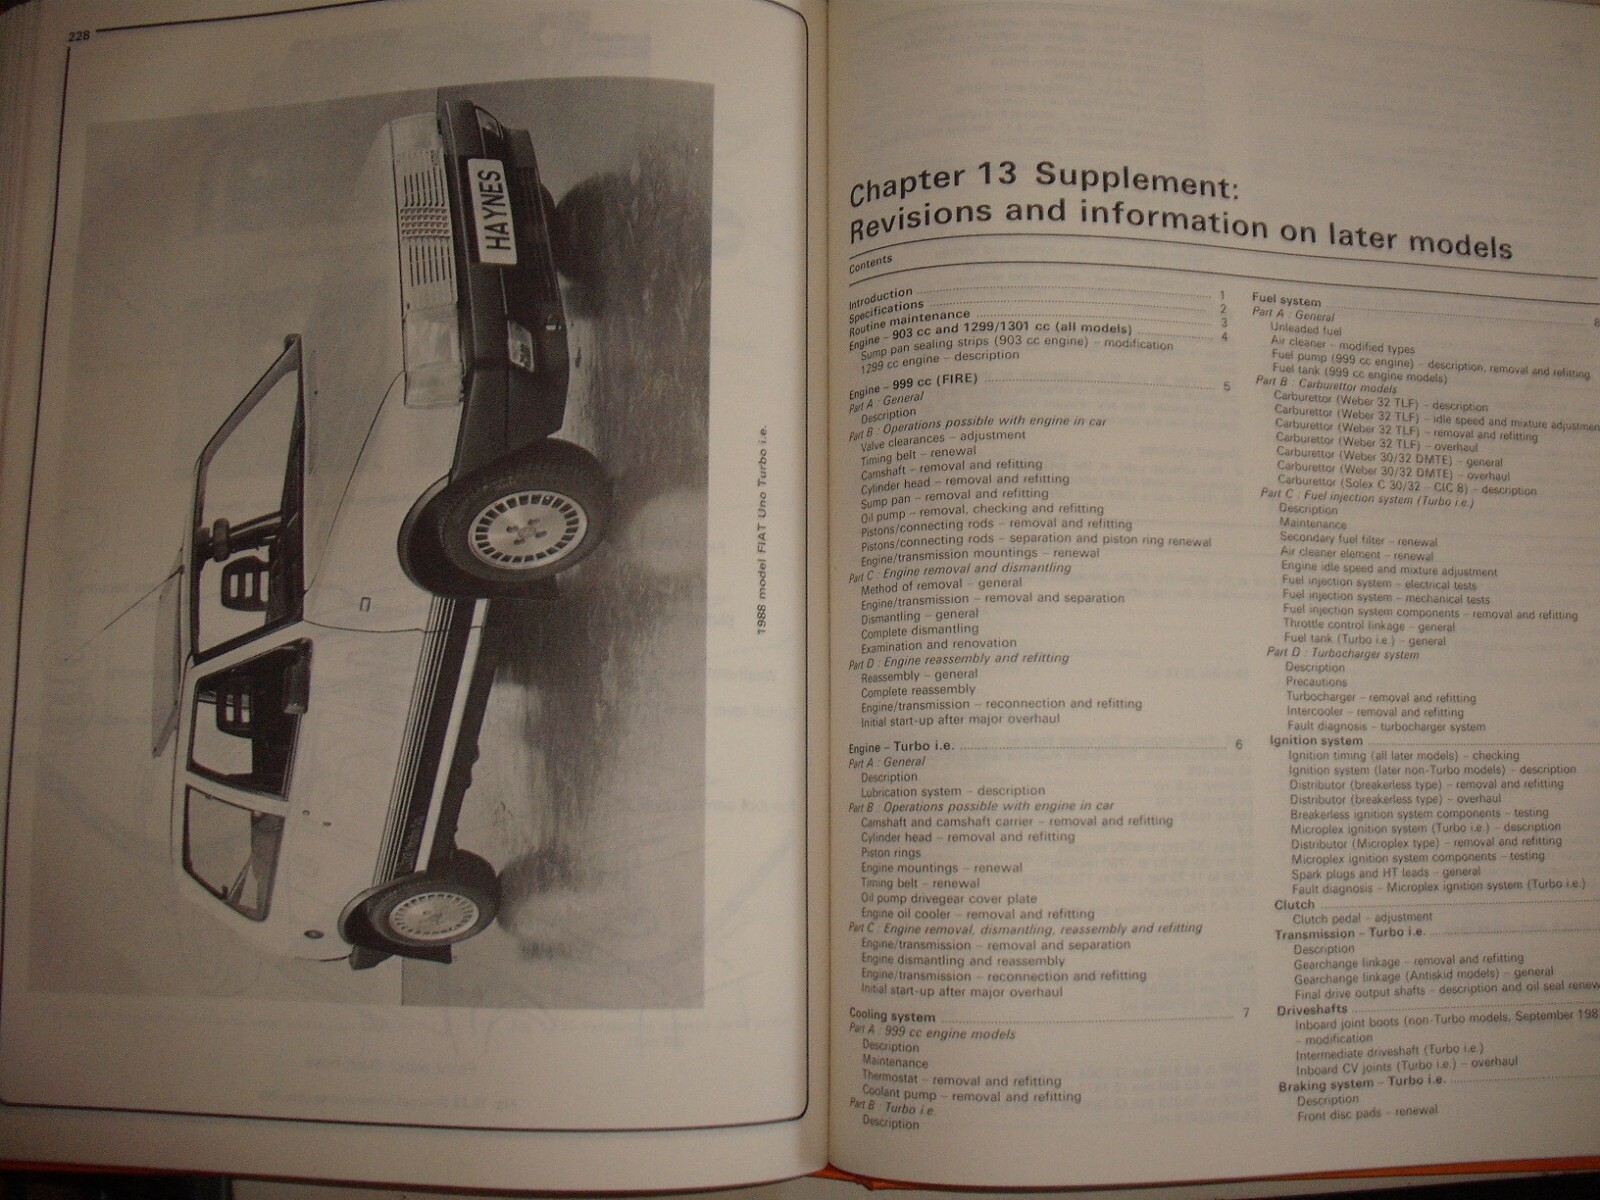 228
HAYNES
1988 model FIAT Uno Turbo i.e.
Chapter 13 Supplement:
Revisions and information on later models
Contents
Introduction ........ 1
Specifications ........ 2
Routine maintenance ........ 3
Engine – 903 cc and 1299/1301 cc (all models) ........ 4
Sump pan sealing strips (903 cc engine) – modification
1299 cc engine – description
Engine – 999 cc (FIRE) ........ 5
Part A : General
Description
Part B : Operations possible with engine in car
Valve clearances – adjustment
Timing belt – renewal
Camshaft – removal and refitting
Cylinder head – removal and refitting
Sump pan – removal and refitting
Oil pump – removal, checking and refitting
Pistons/connecting rods – removal and refitting
Pistons/connecting rods – separation and piston ring renewal
Engine/transmission mountings – renewal
Part C : Engine removal and dismantling
Method of removal – general
Engine/transmission – removal and separation
Dismantling – general
Complete dismantling
Examination and renovation
Part D : Engine reassembly and refitting
Reassembly – general
Complete reassembly
Engine/transmission – reconnection and refitting
Initial start-up after major overhaul
Engine – Turbo i.e. ........ 6
Part A : General
Description
Lubrication system – description
Part B : Operations possible with engine in car
Camshaft and camshaft carrier – removal and refitting
Cylinder head – removal and refitting
Piston rings
Engine mountings – renewal
Timing belt – renewal
Oil pump drivegear cover plate
Engine oil cooler – removal and refitting
Part C : Engine removal, dismantling, reassembly and refitting
Engine/transmission – removal and separation
Engine dismantling and reassembly
Engine/transmission – reconnection and refitting
Initial start-up after major overhaul
Cooling system ........ 7
Part A : 999 cc engine models
Description
Maintenance
Thermostat – removal and refitting
Coolant pump – removal and refitting
Part B : Turbo i.e.
Description
Fuel system ........ 8
Part A : General
Unleaded fuel
Air cleaner – modified types
Fuel pump (999 cc engine) – description, removal and refitting
Fuel tank (999 cc engine models)
Part B : Carburettor models
Carburettor (Weber 32 TLF) – description
Carburettor (Weber 32 TLF) – idle speed and mixture adjustmen
Carburettor (Weber 32 TLF) – removal and refitting
Carburettor (Weber 32 TLF) – overhaul
Carburettor (Weber 30/32 DMTE) – general
Carburettor (Weber 30/32 DMTE) – overhaul
Carburettor (Solex C 30/32 – CIC 8) – description
Part C : Fuel injection system (Turbo i.e.)
Description
Maintenance
Secondary fuel filter – renewal
Air cleaner element – renewal
Engine idle speed and mixture adjustment
Fuel injection system – electrical tests
Fuel injection system – mechanical tests
Fuel injection system components – removal and refitting
Throttle control linkage – general
Fuel tank (Turbo i.e.) – general
Part D : Turbocharger system
Description
Precautions
Turbocharger – removal and refitting
Intercooler – removal and refitting
Fault diagnosis – turbocharger system
Ignition system ........
Ignition timing (all later models) – checking
Ignition system (later non-Turbo models) – description
Distributor (breakerless type) – removal and refitting
Distributor (breakerless type) – overhaul
Breakerless ignition system components – testing
Microplex ignition system (Turbo i.e.) – description
Distributor (Microplex type) – removal and refitting
Microplex ignition system components – testing
Spark plugs and HT leads – general
Fault diagnosis – Microplex ignition system (Turbo i.e.)
Clutch ........
Clutch pedal – adjustment
Transmission – Turbo i.e. ........
Description
Gearchange linkage – removal and refitting
Gearchange linkage (Antiskid models) – general
Final drive output shafts – description and oil seal renew
Driveshafts ........
Inboard joint boots (non-Turbo models, September 198
– modification
Intermediate driveshaft (Turbo i.e.)
Inboard CV joints (Turbo i.e.) – overhaul
Braking system – Turbo i.e. ........
Description
Front disc pads – renewal